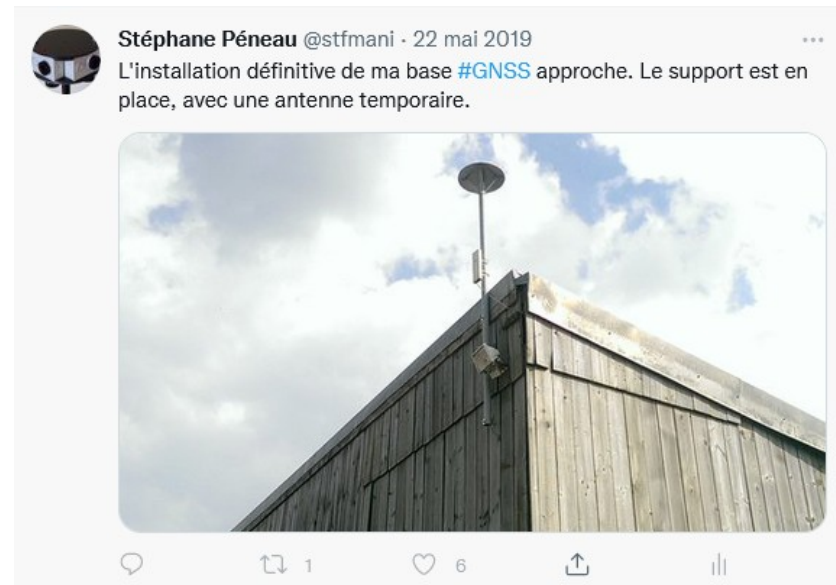 Stéphane Péneau @stfmani · 22 mai 2019
L'installation définitive de ma base #GNSS approche. Le support est en
place, avec une antenne temporaire.
1 6